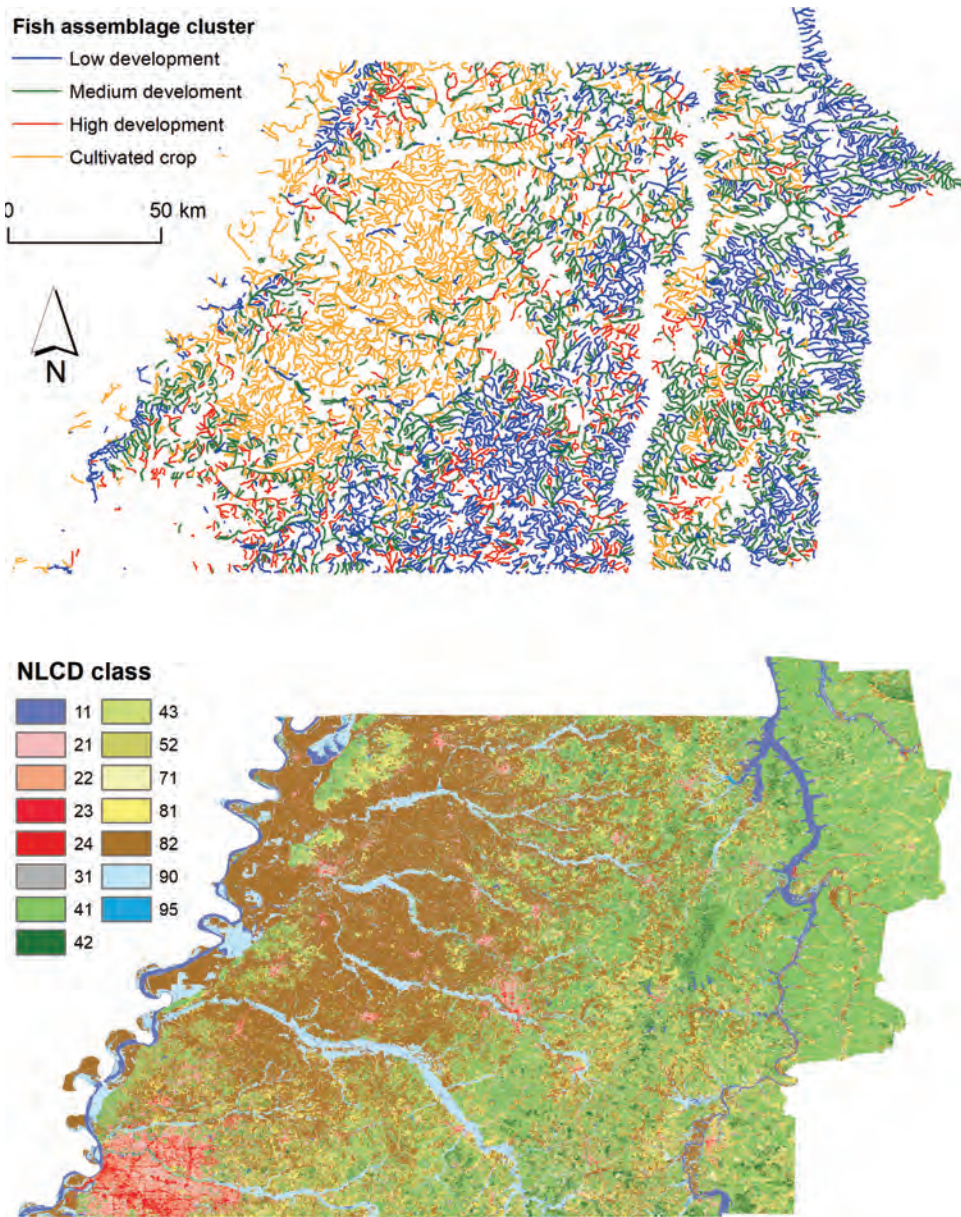 Fish assemblage cluster
Low development
Medium develoment
High development
Cultivated crop
0 50 km
N
NLCD class
11 43
21 52
22 71
23 81
24 82
31 90
41 95
42